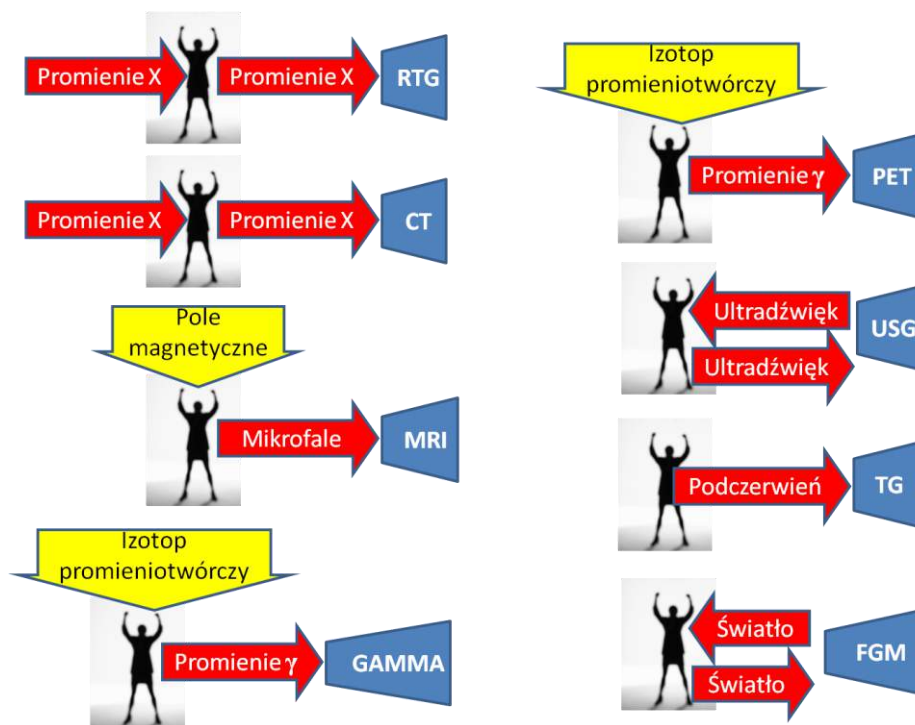 Promienie X
Promienie X
RTG
Promienie X
Promienie X
CT
Pole
magnetyczne
Mikrofale
MRI
Izotop
promieniotwórczy
Promienie γ
GAMMA
Izotop
promieniotwórczy
Promienie γ
PET
Ultradźwięk
USG
Ultradźwięk
Podczerwień
TG
Światło
FGM
Światło